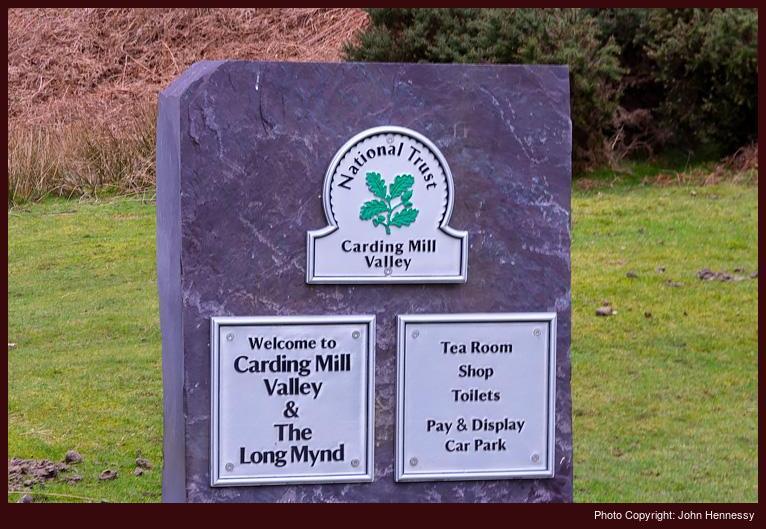 National Trust
Carding Mill
Valley
Welcome to
Carding Mill
Valley
&
The
Long Mynd
Tea Room
Shop
Toilets
Pay & Display
Car Park
Photo Copyright: John Hennessy